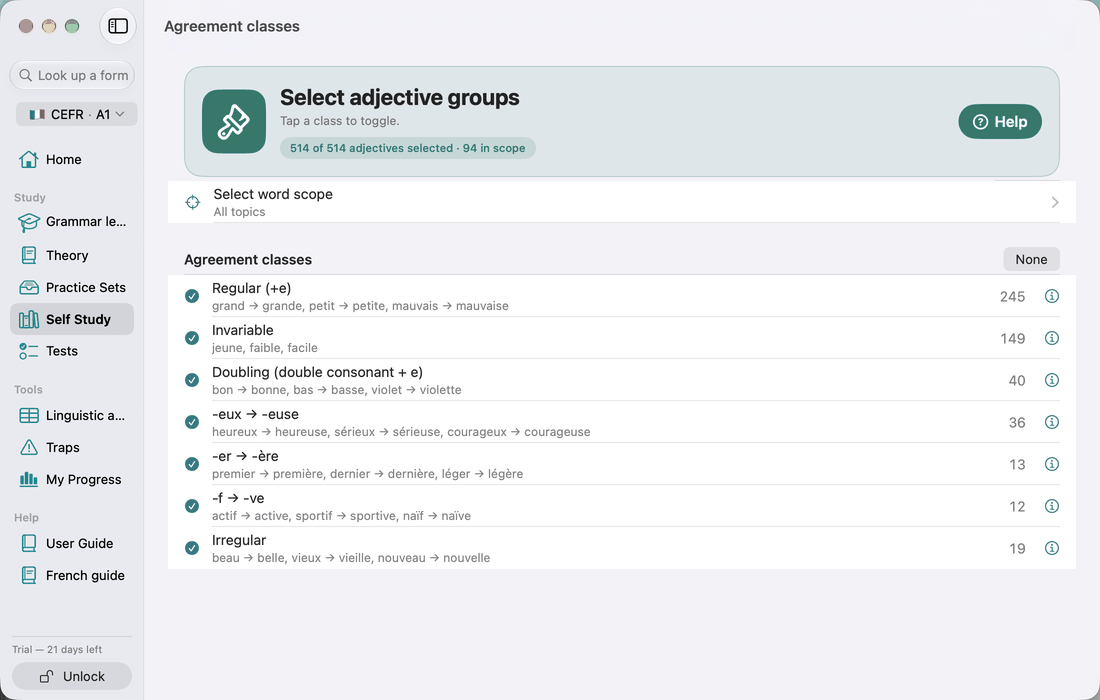 Agreement classes
Look up a form
CEFR · A1
Home
Study
Grammar le...
Theory
Practice Sets
Self Study
Tests
Tools
Linguistic a...
Traps
My Progress
Help
User Guide
French guide
Trial — 21 days left
Unlock
Select adjective groups
Tap a class to toggle.
514 of 514 adjectives selected · 94 in scope
Help
Select word scope
All topics
Agreement classes
None
Regular (+e)
grand → grande, petit → petite, mauvais → mauvaise
245
Invariable
jeune, faible, facile
149
Doubling (double consonant + e)
bon → bonne, bas → basse, violet → violette
40
-eux → -euse
heureux → heureuse, sérieux → sérieuse, courageux → courageuse
36
-er → -ère
premier → première, dernier → dernière, léger → légère
13
-f → -ve
actif → active, sportif → sportive, naïf → naïve
12
Irregular
beau → belle, vieux → vieille, nouveau → nouvelle
19